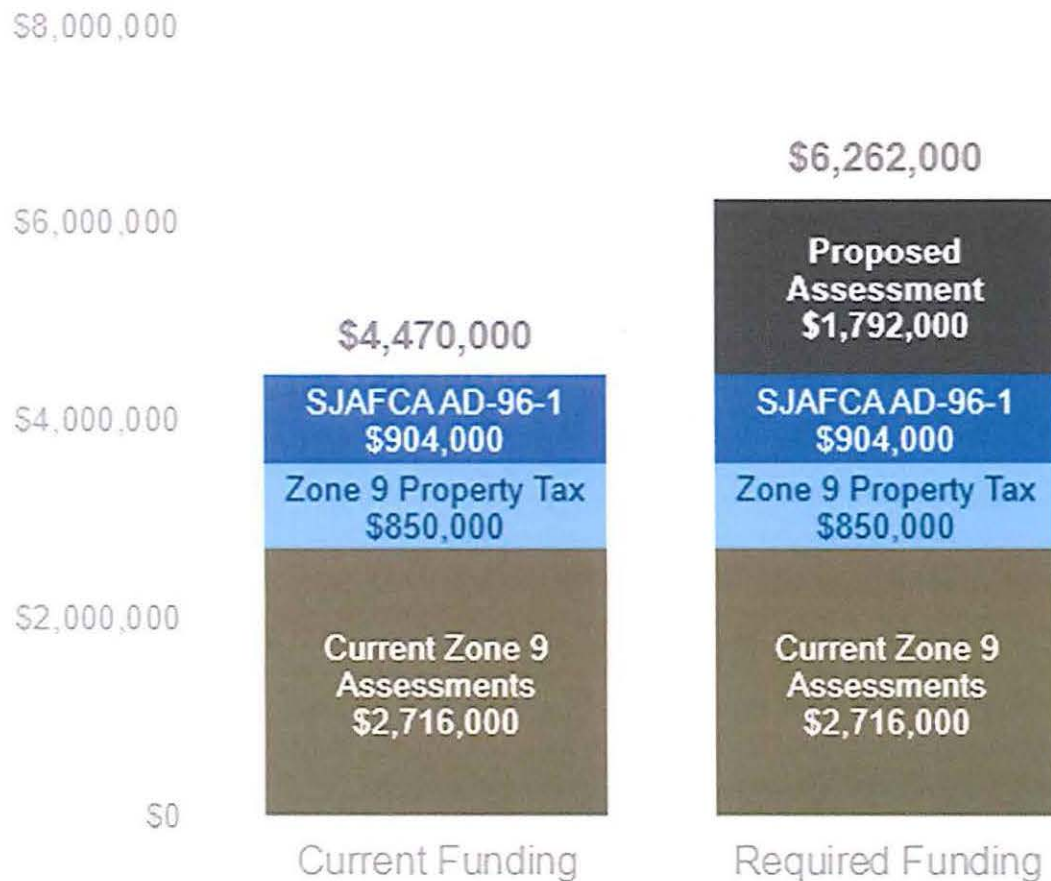 $8,000,000
$6,000,000
$4,000,000
$2,000,000
$0
$4,470,000
SJAFCA AD-96-1
$904,000
Zone 9 Property Tax
$850,000
Current Zone 9
Assessments
$2,716,000
Current Funding
$6,262,000
Proposed
Assessment
$1,792,000
SJAFCA AD-96-1
$904,000
Zone 9 Property Tax
$850,000
Current Zone 9
Assessments
$2,716,000
Required Funding